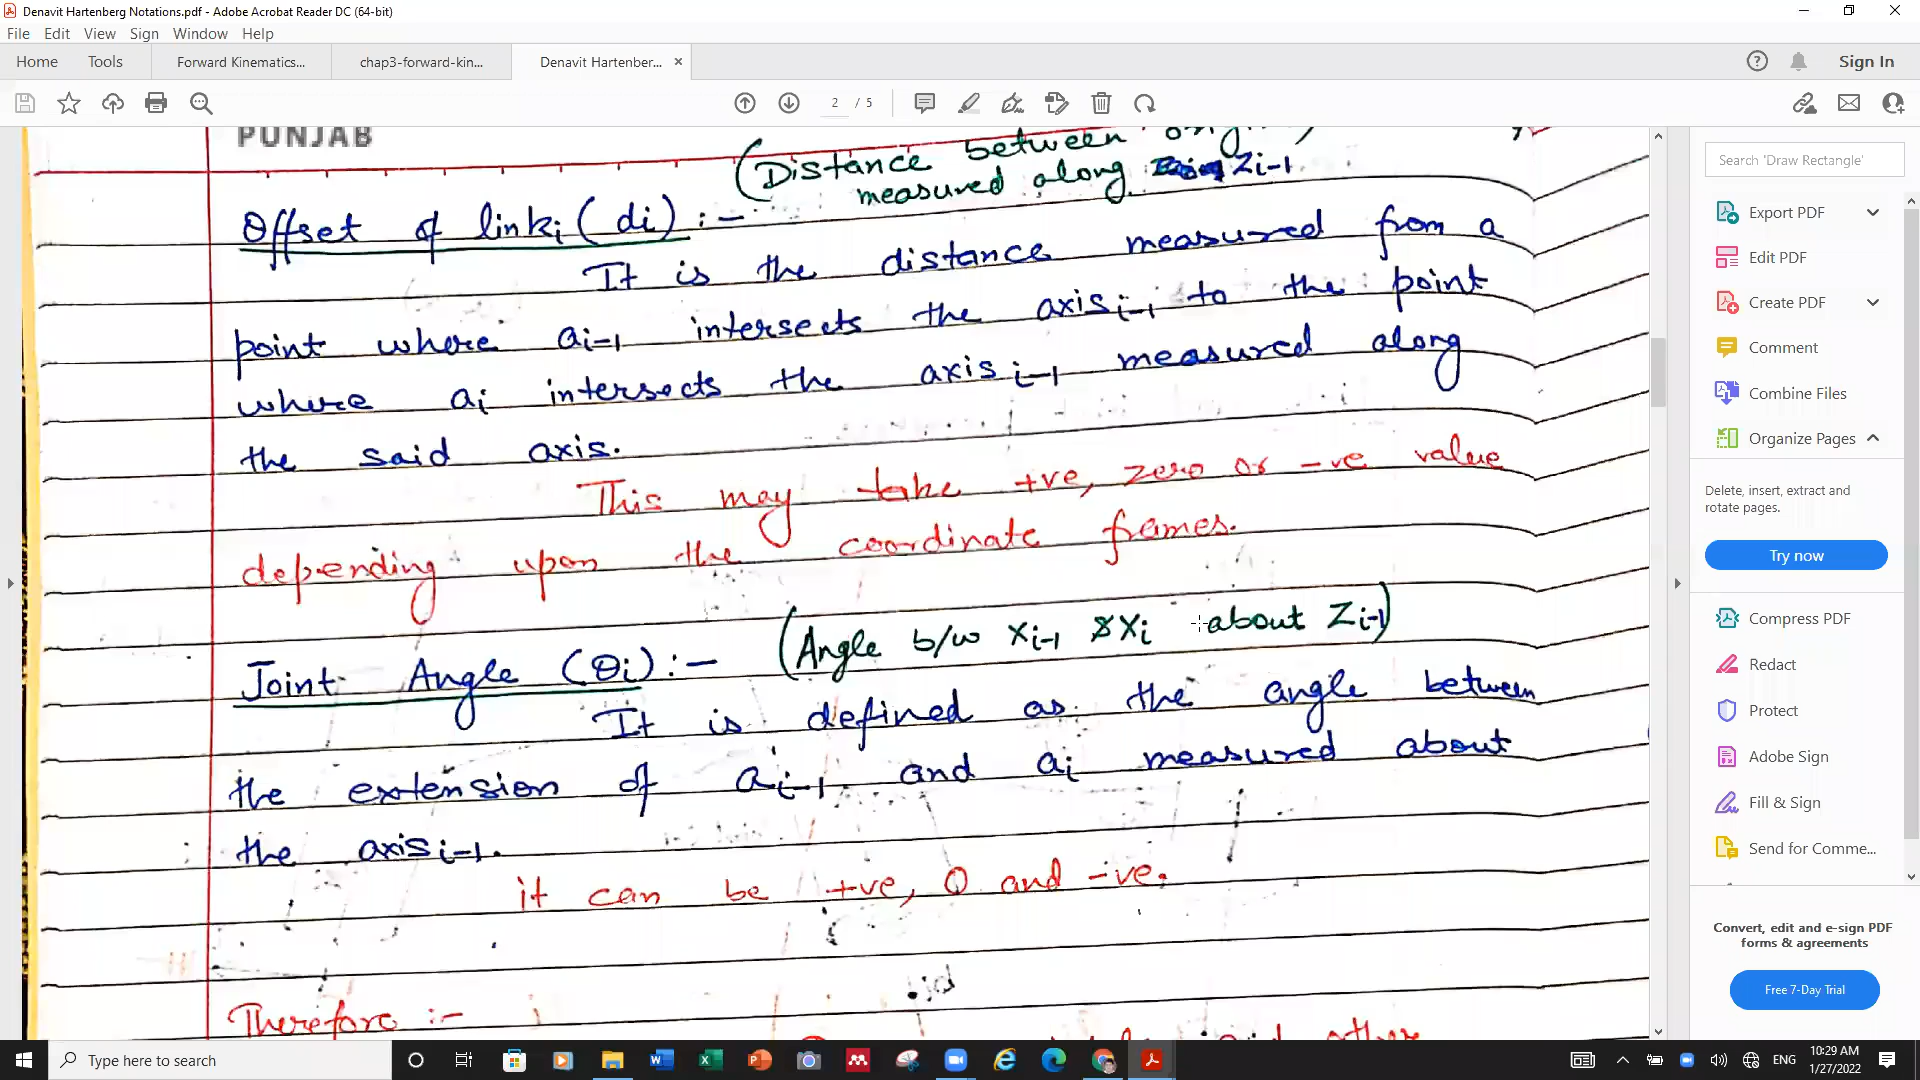 Denavit Hartenberg Notations.pdf - Adobe Acrobat Reader DC (64-bit)
File Edit View Sign Window Help
Home Tools Forward Kinematics... chap3-forward-kin... Denavit Hartenber... ×
2 / 5
Sign In
PUNJAB
(Distance between
measured along Zi-1
Offset of linki (di) :-
It is the distance measured from a
point where ai-1 intersects the axisi-1 to the point
where ai intersects the axisi-1 measured along
the said axis.
This may take +ve, zero or -ve value
depending upon the coordinate frames.
(Angle b/w Xi-1 & Xi about Zi-1)
Joint Angle (θi) :-
It is defined as the angle between
the extension of ai-1 and ai measured about
the axisi-1.
it can be +ve, 0 and -ve.
Therefore :-
other
Search 'Draw Rectangle'
Export PDF
Edit PDF
Create PDF
Comment
Combine Files
Organize Pages
Delete, insert, extract and
rotate pages.
Try now
Compress PDF
Redact
Protect
Adobe Sign
Fill & Sign
Send for Comme...
Convert, edit and e-sign PDF
forms & agreements
Free 7-Day Trial
Type here to search
ENG
10:29 AM
1/27/2022